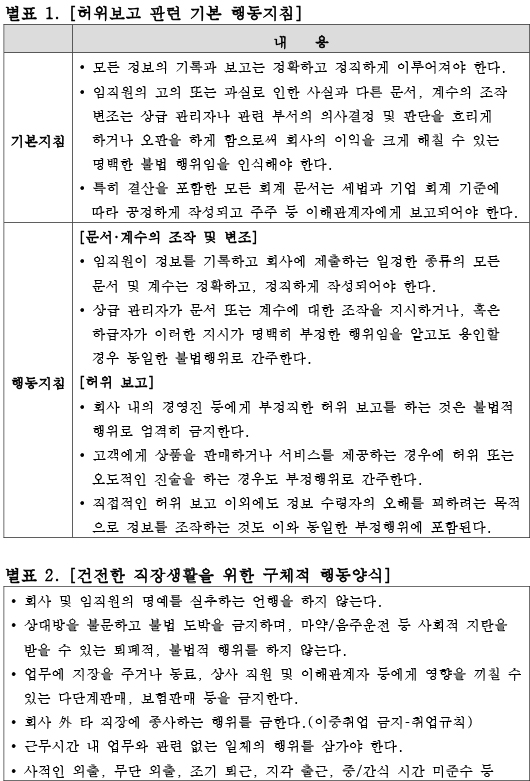 별표 1. [허위보고 관련 기본 행동지침]
내 용
기본지침
• 모든 정보의 기록과 보고는 정확하고 정직하게 이루어져야 한다.
• 임직원의 고의 또는 과실로 인한 사실과 다른 문서, 계수의 조작
변조는 상급 관리자나 관련 부서의 의사결정 및 판단을 흐리게
하거나 오판을 하게 함으로써 회사의 이익을 크게 해칠 수 있는
명백한 불법 행위임을 인식해야 한다.
• 특히 결산을 포함한 모든 회계 문서는 세법과 기업 회계 기준에
따라 공정하게 작성되고 주주 등 이해관계자에게 보고되어야 한다.
행동지침
[문서·계수의 조작 및 변조]
• 임직원이 정보를 기록하고 회사에 제출하는 일정한 종류의 모든
문서 및 계수는 정확하고, 정직하게 작성되어야 한다.
• 상급 관리자가 문서 또는 계수에 대한 조작을 지시하거나, 혹은
하급자가 이러한 지시가 명백히 부정한 행위임을 알고도 용인할
경우 동일한 불법행위로 간주한다.
[허위 보고]
• 회사 내의 경영진 등에게 부정직한 허위 보고를 하는 것은 불법적
행위로 엄격히 금지한다.
• 고객에게 상품을 판매하거나 서비스를 제공하는 경우에 허위 또는
오도적인 진술을 하는 경우도 부정행위로 간주한다.
• 직접적인 허위 보고 이외에도 정보 수령자의 오해를 꾀하려는 목적
으로 정보를 조작하는 것도 이와 동일한 부정행위에 포함된다.
별표 2. [건전한 직장생활을 위한 구체적 행동양식]
• 회사 및 임직원의 명예를 실추하는 언행을 하지 않는다.
• 상대방을 불문하고 불법 도박을 금지하며, 마약/음주운전 등 사회적 지탄을
받을 수 있는 퇴폐적, 불법적 행위를 하지 않는다.
• 업무에 지장을 주거나 동료, 상사 직원 및 이해관계자 등에게 영향을 끼칠 수
있는 다단계판매, 보험판매 등을 금지한다.
• 회사 外 타 직장에 종사하는 행위를 금한다.(이중취업 금지-취업규칙)
• 근무시간 내 업무와 관련 없는 일체의 행위를 삼가야 한다.
• 사적인 외출, 무단 외출, 조기 퇴근, 지각 출근, 중/간식 시간 미준수 등